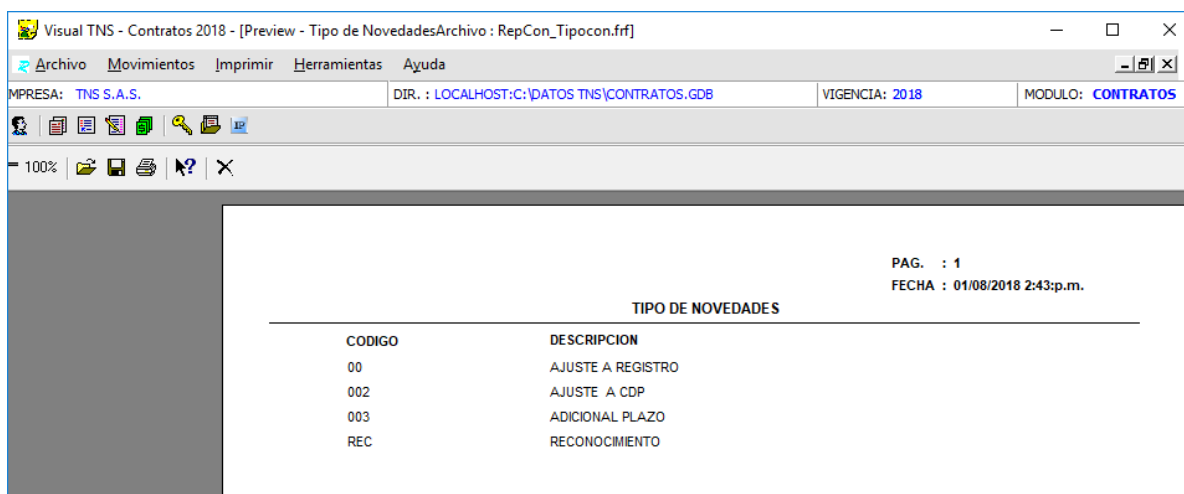 Visual TNS - Contratos 2018 - [Preview - Tipo de NovedadesArchivo : RepCon_Tipocon.frf]
Archivo Movimientos Imprimir Herramientas Ayuda
MPRESA: TNS S.A.S. DIR. : LOCALHOST:C:\DATOS TNS\CONTRATOS.GDB VIGENCIA: 2018 MODULO: CONTRATOS
IP
100%
PAG. : 1
FECHA : 01/08/2018 2:43:p.m.
TIPO DE NOVEDADES
CODIGO DESCRIPCION
00 AJUSTE A REGISTRO
002 AJUSTE A CDP
003 ADICIONAL PLAZO
REC RECONOCIMIENTO